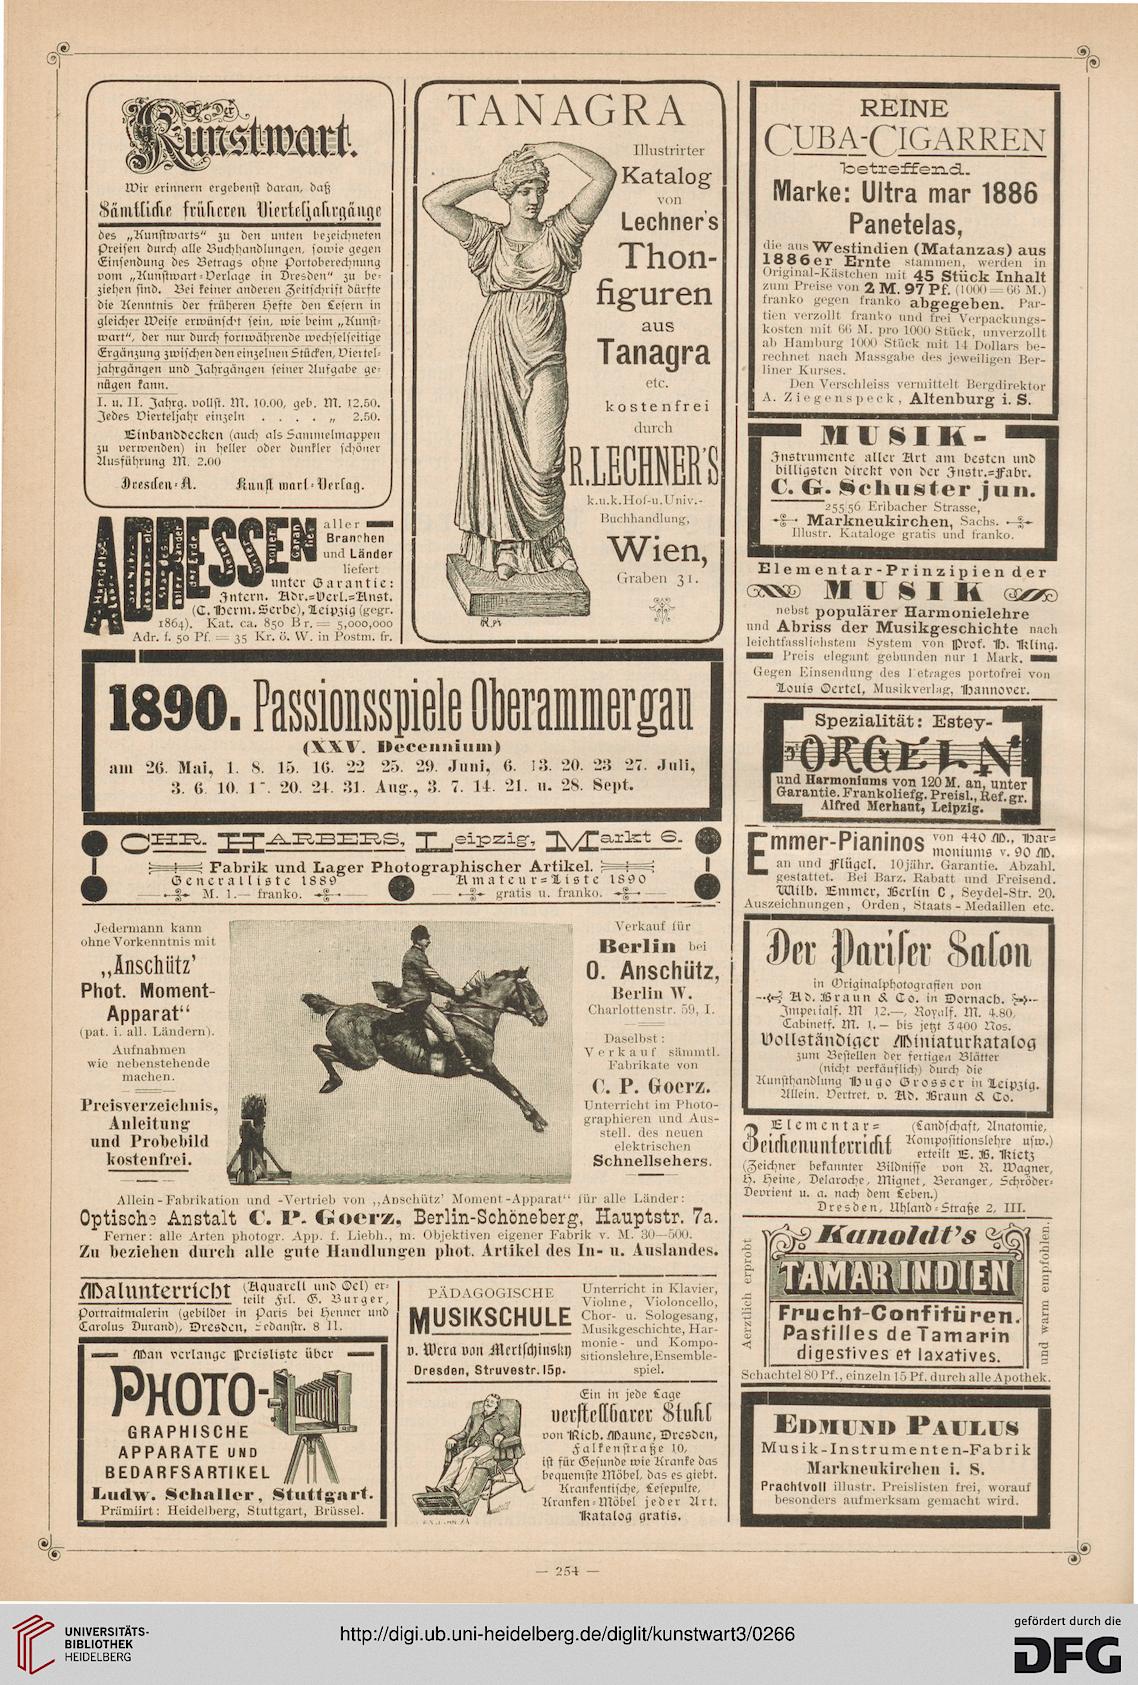 Der
Kunstwart.
Wir erinnern ergebenst daran, daß
Sämtliche früheren Vierteljahrgänge
des „Kunstwarts“ zu den unten bezeichneten
Preisen durch alle Buchhandlungen, sowie gegen
Einsendung des Betrags ohne Portoberechnung
vom „Kunstwart-Verlage in Dresden“ zu be-
ziehen sind. Bei keiner anderen Zeitschrift dürfte
die Kenntnis der früheren Hefte den Lesern in
gleicher Weise erwünscht sein, wie beim „Kunst-
wart“, der nur durch fortwährende wechselseitige
Ergänzung zwischen den einzelnen Stücken, Viertel-
jahrgängen und Jahrgängen seiner Aufgabe ge-
nügen kann.
I. u. II. Jahrg. vollst. M. 10.00, geb. M. 12.50.
Jedes Vierteljahr einzeln . . . . „ 2.50.
Einbanddecken (auch als Sammelmappen
zu verwenden) in heller oder dunkler schöner
Ausführung M. 2.00
Dresden-A. Kunstwart-Verlag.
ADRESSEN
aller
Branchen
und Länder
liefert
unter Garantie:
Intern. Adr.-Verl.-Anst.
(C. Herm. Serbe), Leipzig (gegr.
1864). Kat. ca. 850 Br. = 5,000,000
Adr. f. 50 Pf. = 35 Kr. ö. W. in Postm. fr.
TANAGRA
Illustrirter
Katalog
von
Lechner's
Thon-
figuren
aus
Tanagra
etc.
kostenfrei
durch
R. LECHNER'S
k.u.k.Hof-u.Univ.-
Buchhandlung,
Wien,
Graben 31.
1890. Passionsspiele Oberammergau
(XXV. Decennium)
am 26. Mai, 1. 8. 15. 16. 22 25. 29. Juni, 6. 13. 20. 23 27. Juli,
3. 6. 10. 17. 20. 24. 31. Aug., 3. 7. 14. 21. u. 28. Sept.
CHR. HARBERS, Leipzig, Markt 6.
Fabrik und Lager Photographischer Artikel.
Generalliste 1889 Amateur-Liste 1890
M. 1.— franko. gratis u. franko.
Jedermann kann
ohne Vorkenntnis mit
„Anschütz'
Phot. Moment-
Apparat“
(pat. i. all. Ländern).
Aufnahmen
wie nebenstehende
machen.
Preisverzeichnis,
Anleitung
und Probebild
kostenfrei.
Verkauf für
Berlin bei
O. Anschütz,
Berlin W.
Charlottenstr. 59, I.
Daselbst:
Verkauf sämmtl.
Fabrikate von
C. P. Goerz.
Unterricht im Photo-
graphieren und Aus-
stell. des neuen
elektrischen
Schnellsehers.
Allein-Fabrikation und -Vertrieb von „Anschütz' Moment-Apparat“ für alle Länder:
Optische Anstalt C. P. Goerz, Berlin-Schöneberg, Hauptstr. 7a.
Ferner: alle Arten photogr. App. f. Liebh., m. Objektiven eigener Fabrik v. M. 30—500.
Zu beziehen durch alle gute Handlungen phot. Artikel des In- u. Auslandes.
Malunterricht (Aquarell und Oel) er-
teilt Frl. G. Burger,
Portraitmalerin (gebildet in Paris bei Henner und
Carolus Durand), Dresden, Sedanstr. 8 II.
Man verlange Preisliste über
PHOTO-
GRAPHISCHE
APPARATE UND
BEDARFSARTIKEL
Ludw. Schaller, Stuttgart.
Prämiirt: Heidelberg, Stuttgart, Brüssel.
PÄDAGOGISCHE
MUSIKSCHULE
v. Wera von Mertschinsky
Dresden, Struvestr. 15p.
Unterricht in Klavier,
Violine, Violoncello,
Chor- u. Sologesang,
Musikgeschichte, Har-
monie- und Kompo-
sitionslehre, Ensemble-
spiel.
Ein in jede Lage
verstellbarer Stuhl
von Rich. Maune, Dresden,
Falkenstraße 10,
ist für Gesunde wie Kranke das
bequemste Möbel, das es giebt.
Krankentische, Lesepulte,
Kranken-Möbel jeder Art.
Katalog gratis.
REINE
CUBA-CIGARREN
betreffend.
Marke: Ultra mar 1886
Panetelas,
die aus Westindien (Matanzas) aus
1886er Ernte stammen, werden in
Original-Kästchen mit 45 Stück Inhalt
zum Preise von 2 M. 97 Pf. (1000 = 66 M.)
franko gegen franko abgegeben. Par-
tien verzollt franko und frei Verpackungs-
kosten mit 66 M. pro 1000 Stück, unverzollt
ab Hamburg 1000 Stück mit 14 Dollars be-
rechnet nach Massgabe des jeweiligen Ber-
liner Kurses.
Den Verschleiss vermittelt Bergdirektor
A. Ziegenspeck, Altenburg i. S.
MUSIK-
Instrumente aller Art am besten und
billigsten direkt von der Instr.-Fabr.
C. G. Schuster jun.
255/56 Erlbacher Strasse,
Markneukirchen, Sachs.
Illustr. Kataloge gratis und franko.
Elementar-Prinzipien der
MUSIK
nebst populärer Harmonielehre
und Abriss der Musikgeschichte nach
leichtfasslichstem System von Prof. H. Kling.
Preis elegant gebunden nur 1 Mark.
Gegen Einsendung des Betrages portofrei von
Louis Oertel, Musikverlag, Hannover.
Spezialität: Estey-
ORGELN
und Harmoniums von 120 M. an, unter
Garantie. Frankoliefg. Preisl., Ref. gr.
Alfred Merhaut, Leipzig.
Emmer-Pianinos von 440 M., Har-
moniums v. 90 M.
an und Flügel. 10jähr. Garantie. Abzahl.
gestattet. Bei Barz. Rabatt und Freisend.
Wilh. Emmer, Berlin C, Seydel-Str. 20.
Auszeichnungen, Orden, Staats-Medaillen etc.
Der Pariser Salon
in Originalphotografien von
Ad. Braun & Co. in Dornach.
Imperialf. M 12.—, Royalf. M. 4.80,
Cabinetf. M. 1.— bis jetzt 3400 Nos.
Vollständiger Miniaturkatalog
zum Bestellen der fertigen Blätter
(nicht verkäuflich) durch die
Kunsthandlung Hugo Grosser in Leipzig.
Allein. Vertret. v. Ad. Braun & Co.
Elementar- (Landschaft, Anatomie,
Zeichenunterricht Kompositionslehre usw.)
erteilt E. B. Kietz
(Zeichner bekannter Bildnisse von R. Wagner,
H. Heine, Delaroche, Mignet, Beranger, Schröder-
Devrient u. a. nach dem Leben.)
Dresden, Uhland-Straße 2, III.
Aerztlich erprobt
Kanoldt's
TAMAR INDIEN
Frucht-Confitüren.
Pastilles de Tamarin
digestives et laxatives.
und warm empfohlen.
Schachtel 80 Pf., einzeln 15 Pf. durch alle Apothek.
EDMUND PAULUS
Musik-Instrumenten-Fabrik
Markneukirchen i. S.
Prachtvoll illustr. Preislisten frei, worauf
besonders aufmerksam gemacht wird.
— 254 —
UNIVERSITÄTS-
BIBLIOTHEK
HEIDELBERG
http://digi.ub.uni-heidelberg.de/diglit/kunstwart3/0266
gefördert durch die
DFG